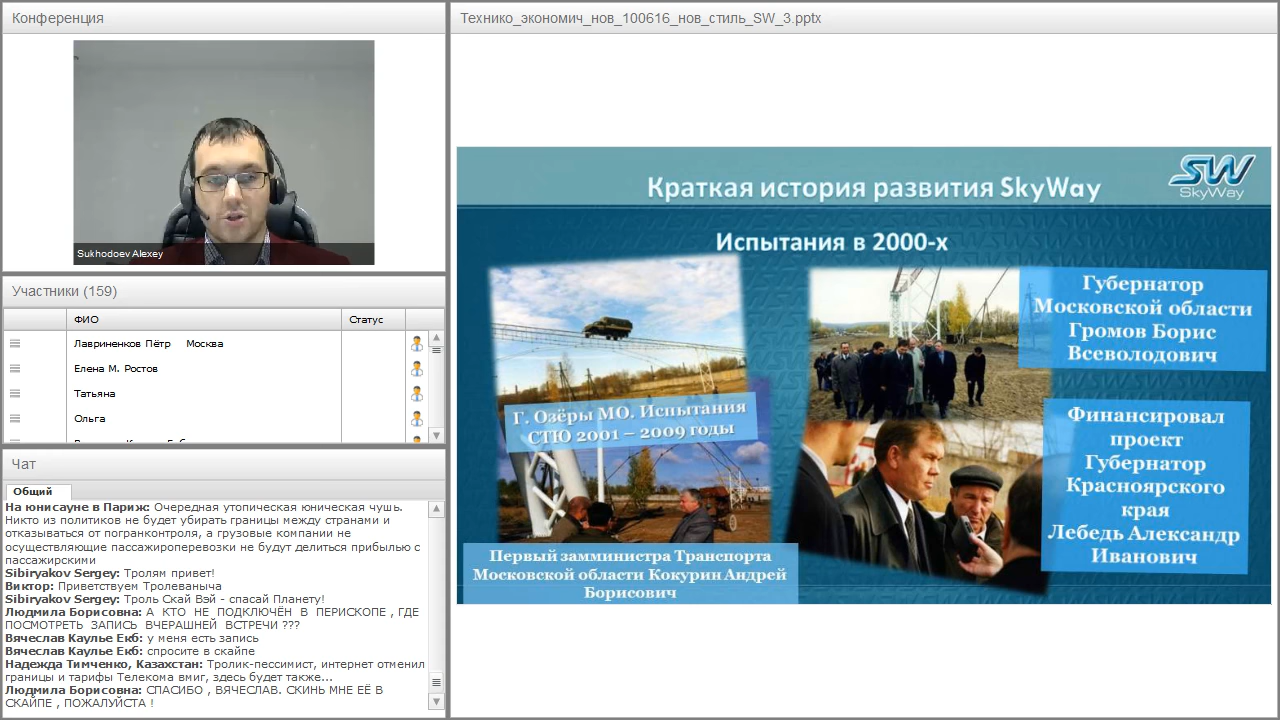 Конференция
Sukhodoev Alexey
Участники (159)
ФИО
Статус
Лавриненков Пётр Москва
Елена М. Ростов
Татьяна
Ольга
Чат
Общий
На юнисауне в Париж: Очередная утопическая юническая чушь.
Никто из политиков не будет убирать границы между странами и
отказываться от погранконтроля, а грузовые компании не
осуществляющие пассажироперевозки не будут делиться прибылью с
пассажирскими
Sibiryakov Sergey: Тролям привет!
Виктор: Приветствуем Тролеваныча
Sibiryakov Sergey: Троль Скай Вэй - спасай Планету!
Людмила Борисовна: А КТО НЕ ПОДКЛЮЧЁН В ПЕРИСКОПЕ , ГДЕ
ПОСМОТРЕТЬ ЗАПИСЬ ВЧЕРАШНЕЙ ВСТРЕЧИ ???
Вячеслав Каулье Екб: у меня есть запись
Вячеслав Каулье Екб: спросите в скайпе
Надежда Тимченко, Казахстан: Тролик-пессимист, интернет отменил
границы и тарифы Телекома вмиг, здесь будет также...
Людмила Борисовна: СПАСИБО , ВЯЧЕСЛАВ. СКИНЬ МНЕ ЕЁ В
СКАЙПЕ , ПОЖАЛУЙСТА !
Технико_экономич_нов_100616_нов_стиль_SW_3.pptx
Краткая история развития SkyWay
SW
SkyWay
Испытания в 2000-х
Г. Озёры МО. Испытания
СТЮ 2001 – 2009 годы
Первый замминистра Транспорта
Московской области Кокурин Андрей
Борисович
Губернатор
Московской области
Громов Борис
Всеволодович
Финансировал
проект
Губернатор
Красноярского
края
Лебедь Александр
Иванович